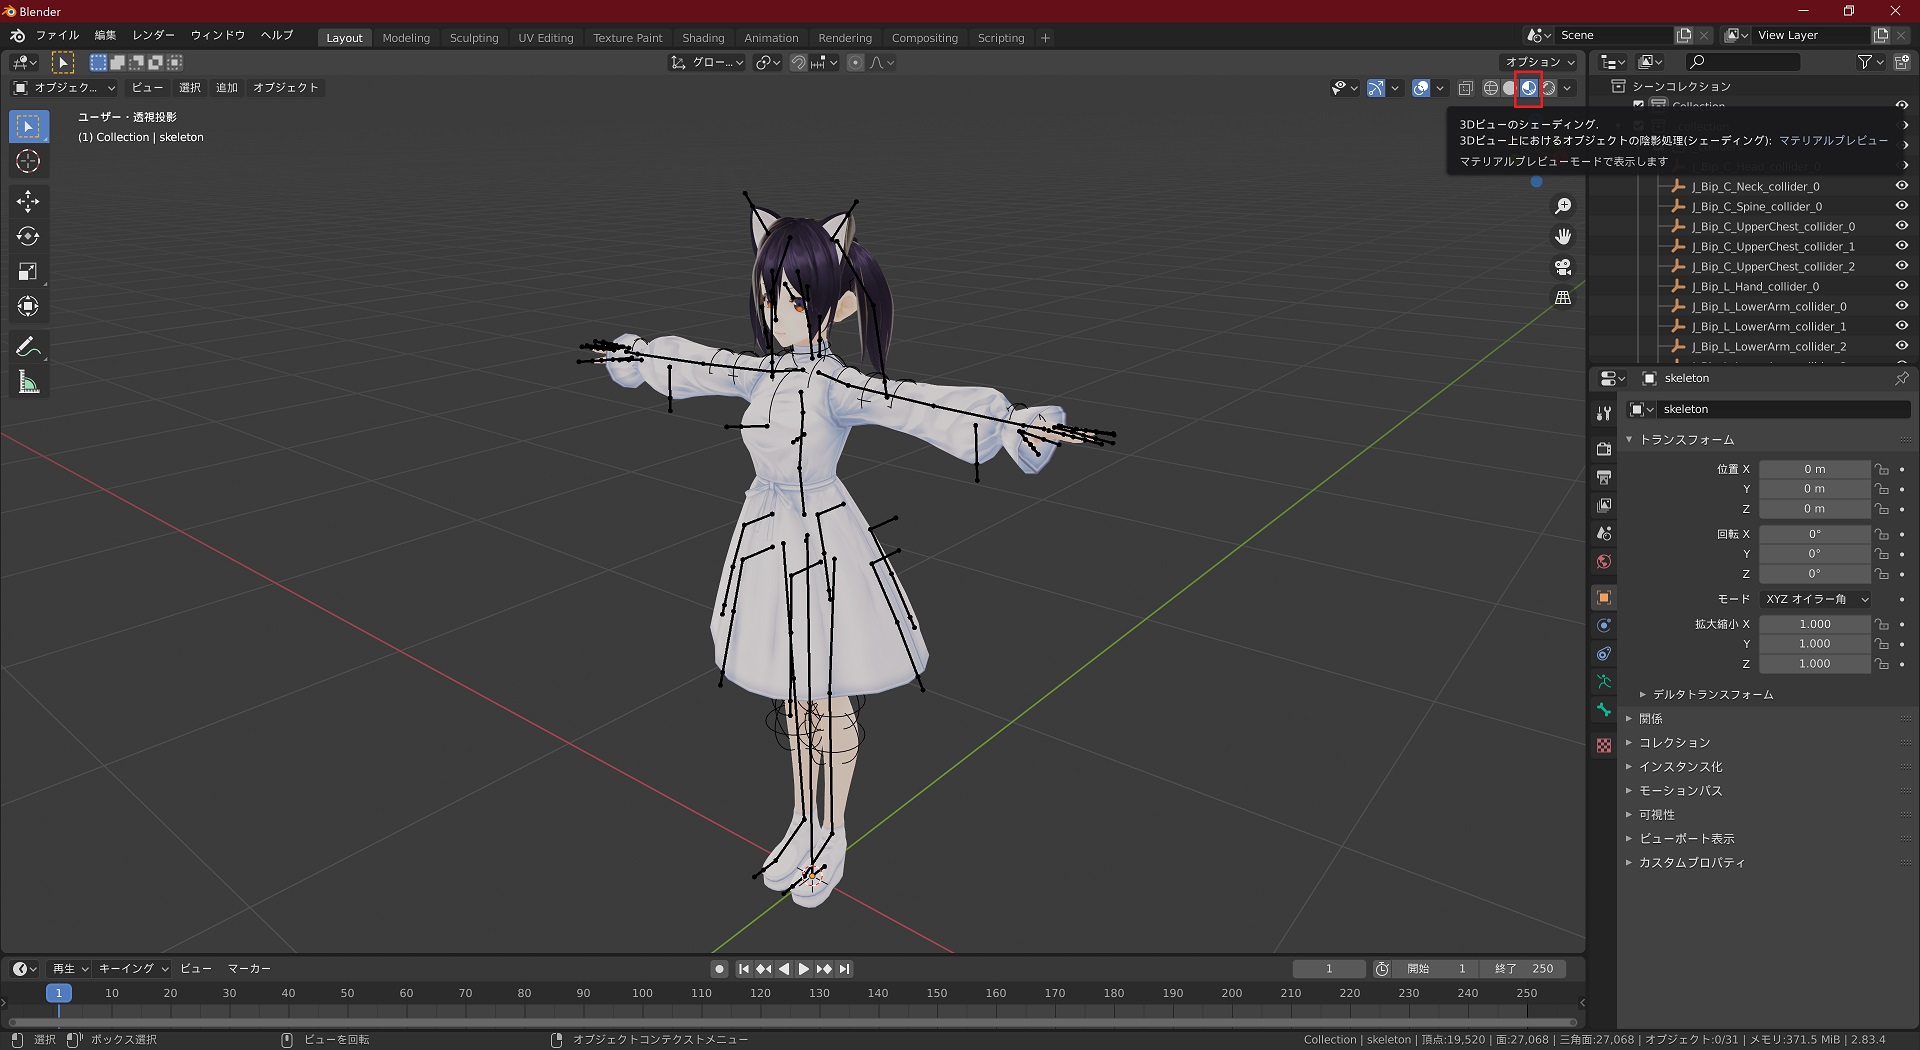 Blender
ファイル 編集 レンダー ウィンドウ ヘルプ Layout Modeling Sculpting UV Editing Texture Paint Shading Animation Rendering Compositing Scripting + Scene View Layer
グロー... オプション
オブジェク... ビュー 選択 追加 オブジェクト
シーンコレクション
Collection
ユーザー・透視投影
(1) Collection | skeleton
3Dビューのシェーディング.
3Dビュー上におけるオブジェクトの陰影処理(シェーディング): マテリアルプレビュー
マテリアルプレビューモードで表示します
J_Bip_C_Neck_collider_0
J_Bip_C_Spine_collider_0
J_Bip_C_UpperChest_collider_0
J_Bip_C_UpperChest_collider_1
J_Bip_C_UpperChest_collider_2
J_Bip_L_Hand_collider_0
J_Bip_L_LowerArm_collider_0
J_Bip_L_LowerArm_collider_1
J_Bip_L_LowerArm_collider_2
skeleton
skeleton
トランスフォーム
位置 X 0 m
Y 0 m
Z 0 m
回転 X 0°
Y 0°
Z 0°
モード XYZ オイラー角
拡大縮小 X 1.000
Y 1.000
Z 1.000
デルタトランスフォーム
関係
コレクション
インスタンス化
モーションパス
可視性
ビューポート表示
カスタムプロパティ
再生 キーイング ビュー マーカー 1 開始 1 終了 250
1 10 20 30 40 50 60 70 80 90 100 110 120 130 140 150 160 170 180 190 200 210 220 230 240 250
選択 ボックス選択 ビューを回転 オブジェクトコンテクストメニュー Collection | skeleton | 頂点:19,520 | 面:27,068 | 三角面:27,068 | オブジェクト:0/31 | メモリ:371.5 MiB | 2.83.4